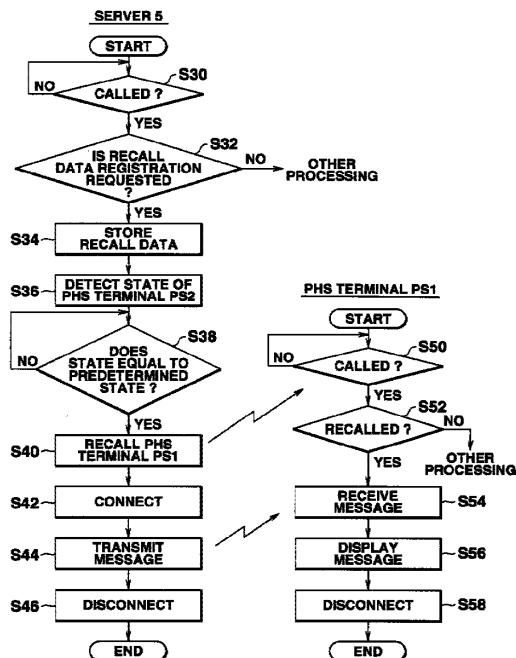 SERVER 5
START
S30
CALLED ?
NO
YES
S32
IS RECALL
DATA REGISTRATION
REQUESTED
?
NO
OTHER
PROCESSING
YES
S34
STORE
RECALL DATA
S36
DETECT STATE OF
PHS TERMINAL PS2
S38
DOES
STATE EQUAL TO
PREDETERMINED
STATE ?
NO
YES
S40
RECALL PHS
TERMINAL PS1
S42
CONNECT
S44
TRANSMIT
MESSAGE
S46
DISCONNECT
END
PHS TERMINAL PS1
START
S50
CALLED ?
NO
YES
S52
RECALLED ?
NO
OTHER
PROCESSING
YES
RECEIVE
MESSAGE
S54
DISPLAY
MESSAGE
S56
DISCONNECT
S58
END